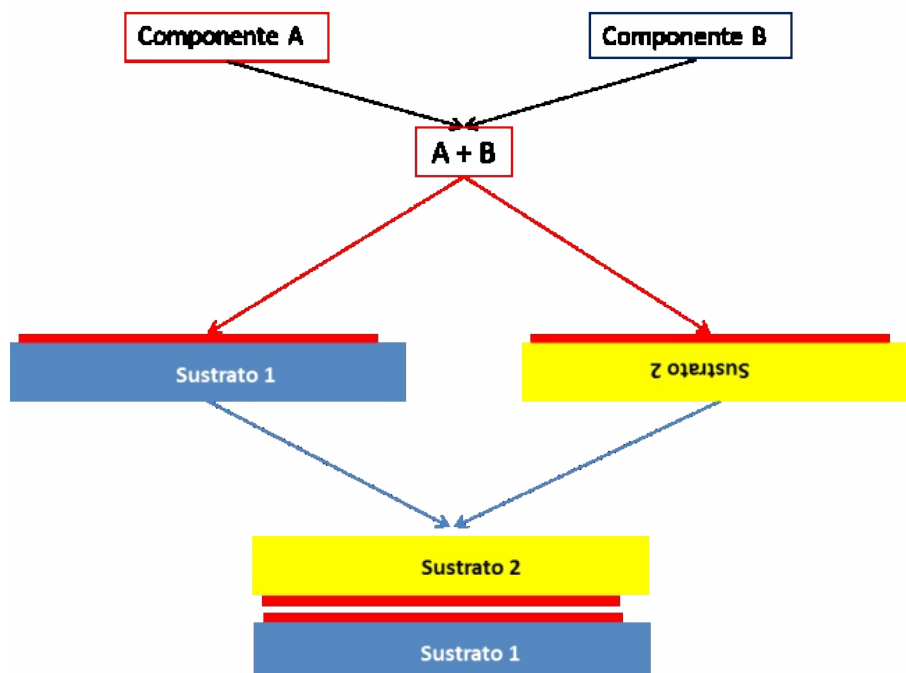 Componente A
Componente B
A + B
Sustrato 1
Sustrato 2
Sustrato 2
Sustrato 1